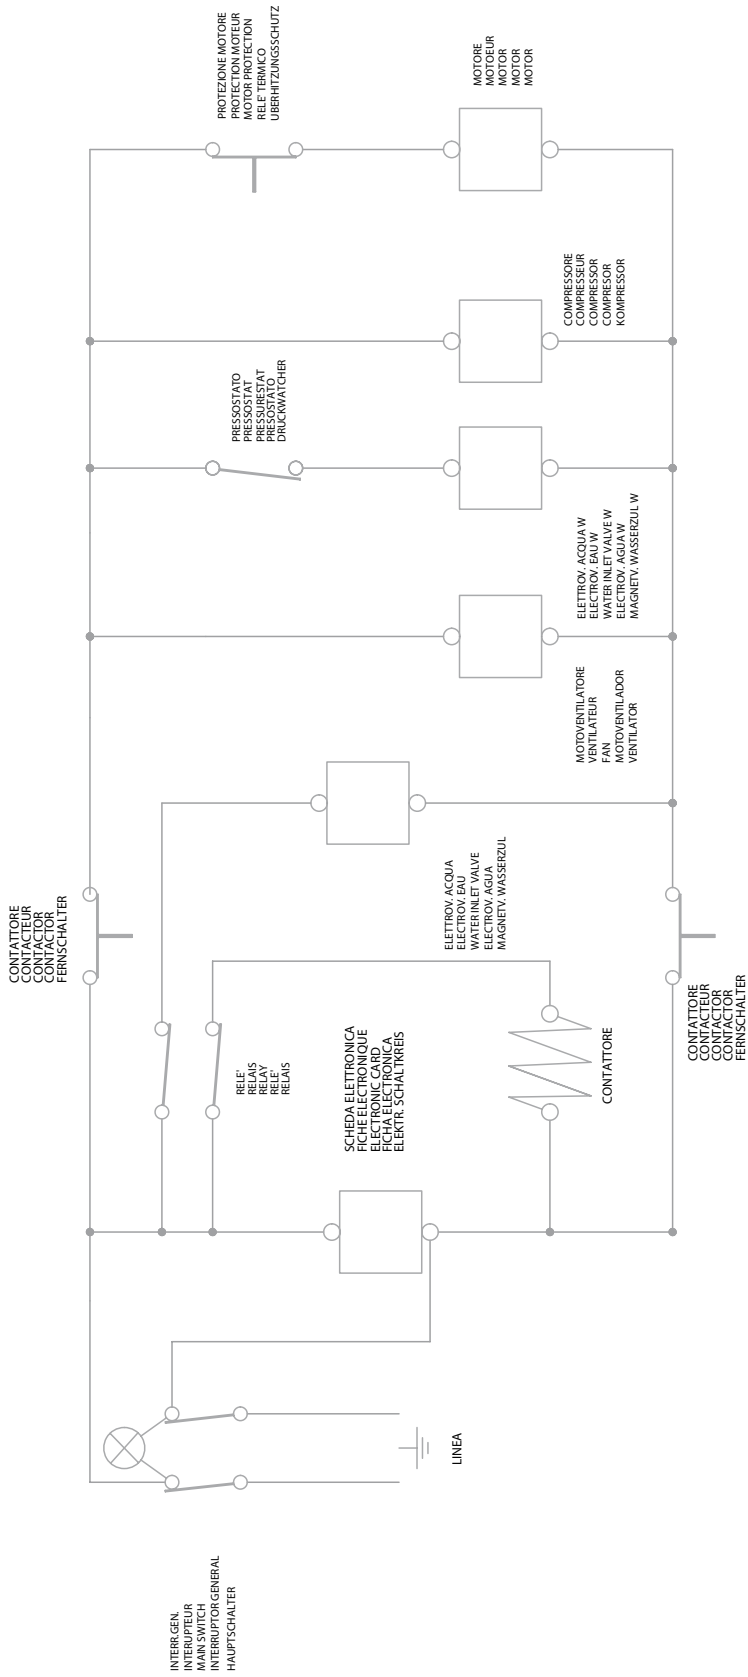 PROTEZIONE MOTORE
PROTECTION MOTEUR
MOTOR PROTECTION
RELE' TERMICO
UBERHITZUNGSSCHUTZ
MOTORE
MOTOEUR
MOTOR
MOTOR
MOTOR
COMPRESSORE
COMPRESSEUR
COMPRESSOR
COMPRESOR
KOMPRESSOR
PRESSOSTATO
PRESSOSTAT
PRESSURESTAT
PRESOSTATO
DRUCKWATCHER
ELETTROV. ACQUA W
ELECTROV. EAU W
WATER INLET VALVE W
ELECTROV. AGUA W
MAGNETV. WASSERZUL W
MOTOVENTILATORE
VENTILATEUR
FAN
MOTOVENTILADOR
VENTILATOR
ELETTROV. ACQUA
ELECTROV. EAU
WATER INLET VALVE
ELECTROV. AGUA
MAGNETV. WASSERZUL
CONTATTORE
CONTACTEUR
CONTACTOR
CONTACTOR
FERNSCHALTER
CONTATTORE
CONTACTEUR
CONTACTOR
CONTACTOR
FERNSCHALTER
RELE'
RELAIS
RELAY
RELE'
RELAIS
SCHEDA ELETTRONICA
FICHE ELECTRONIQUE
ELECTRONIC CARD
FICHA ELECTRONICA
ELEKTR. SCHALTKREIS
CONTATTORE
LINEA
INTERR.GEN.
INTERUPTEUR
MAIN SWITCH
INTERRUPTOR GENERAL
HAUPTSCHALTER